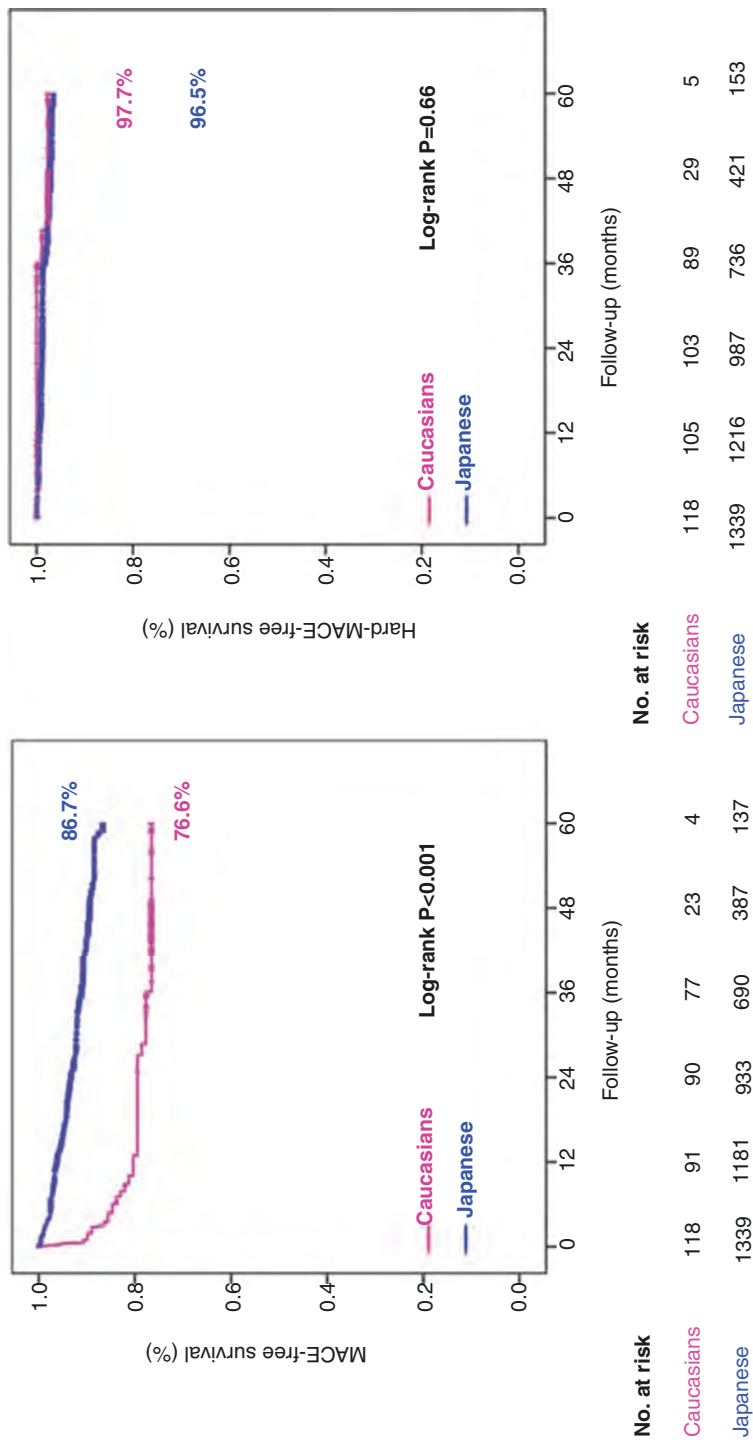 MACE-free survival (%)
1.0
0.8
0.6
0.4
0.2
0.0
86.7%
76.6%
Log-rank P<0.001
Caucasians
Japanese
0 12 24 36 48 60
Follow-up (months)
No. at risk
Caucasians 118 91 90 77 23 4
Japanese 1339 1181 933 690 387 137
Hard-MACE-free survival (%)
1.0
0.8
0.6
0.4
0.2
0.0
97.7%
96.5%
Log-rank P=0.66
Caucasians
Japanese
0 12 24 36 48 60
Follow-up (months)
No. at risk
Caucasians 118 105 103 89 29 5
Japanese 1339 1216 987 736 421 153